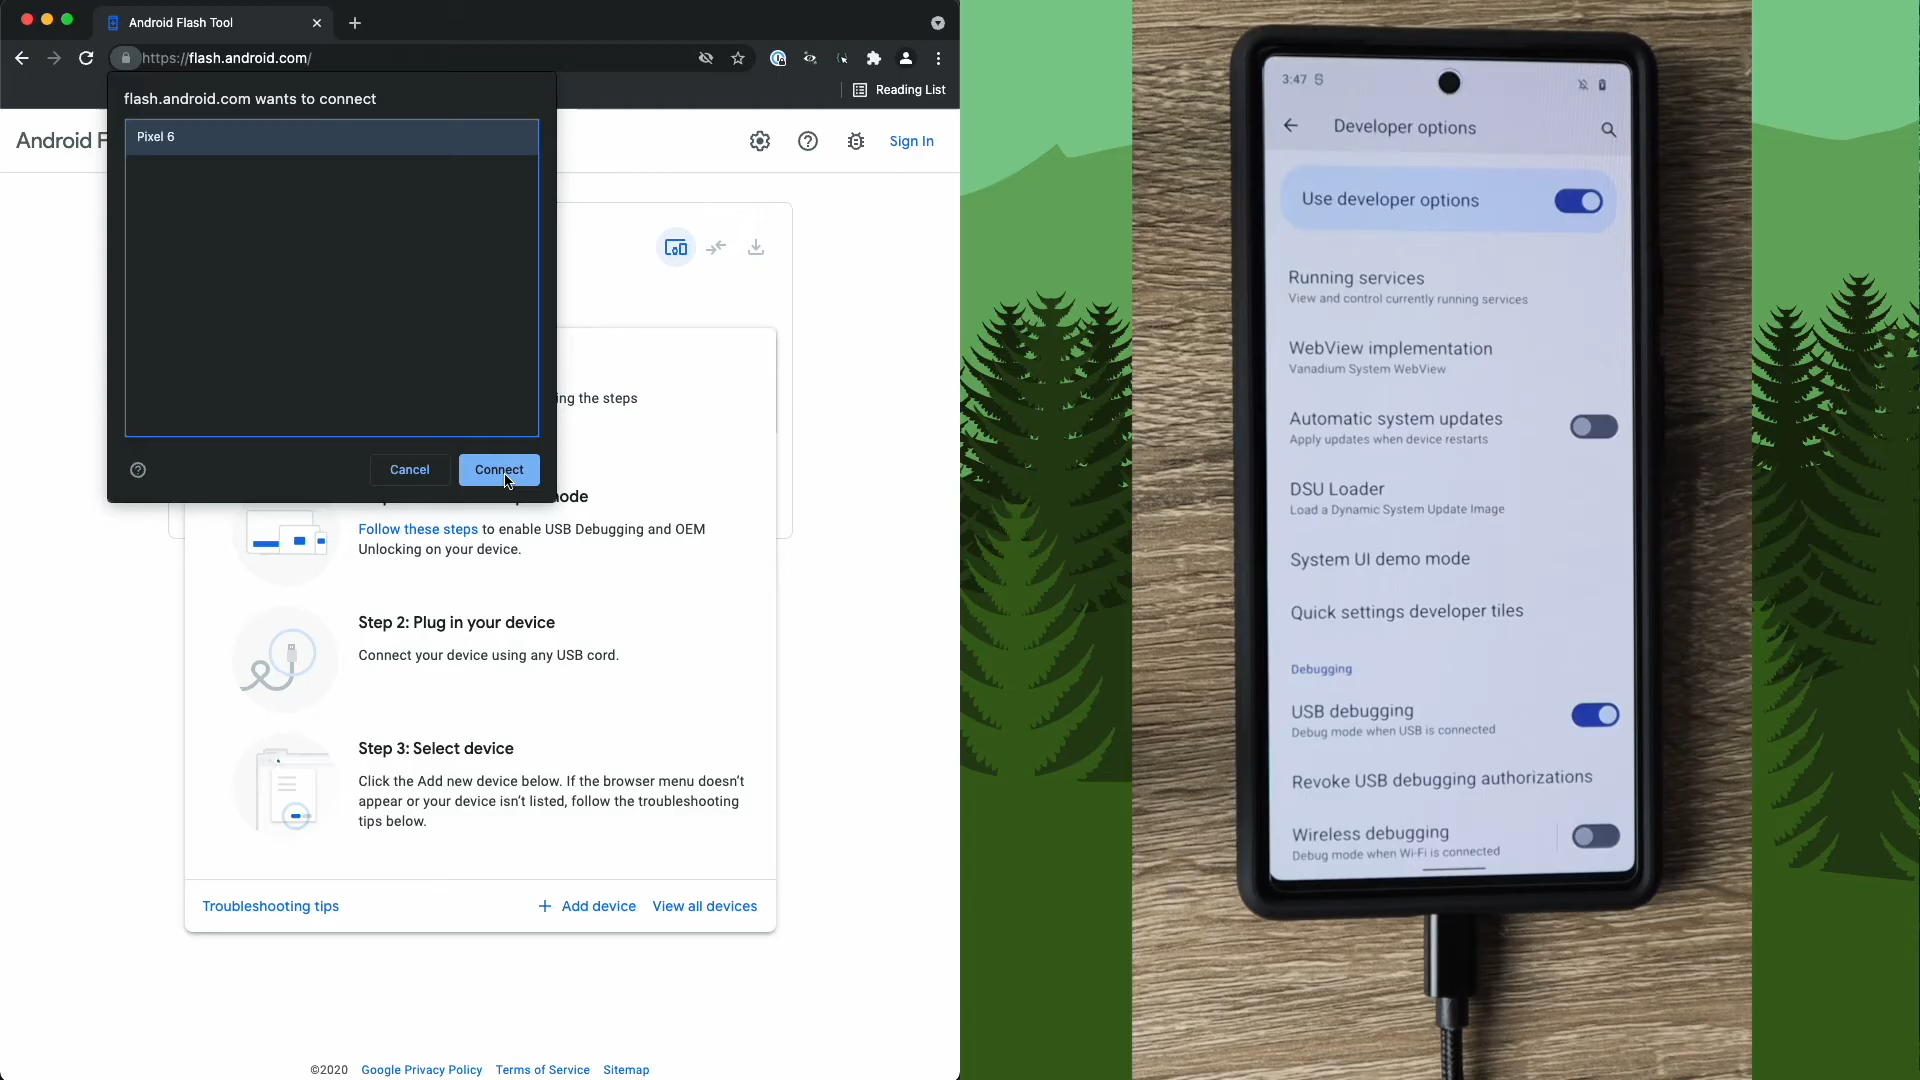 Android Flash Tool
https://flash.android.com/
Reading List
flash.android.com wants to connect
Pixel 6
Cancel
Connect
Android F
Sign In
ing the steps
ode
Follow these steps to enable USB Debugging and OEM
Unlocking on your device.
Step 2: Plug in your device
Connect your device using any USB cord.
Step 3: Select device
Click the Add new device below. If the browser menu doesn't
appear or your device isn't listed, follow the troubleshooting
tips below.
Troubleshooting tips
Add device
View all devices
©2020 Google Privacy Policy Terms of Service Sitemap
3:47
Developer options
Use developer options
Running services
View and control currently running services
WebView implementation
Vanadium System WebView
Automatic system updates
Apply updates when device restarts
DSU Loader
Load a Dynamic System Update Image
System UI demo mode
Quick settings developer tiles
Debugging
USB debugging
Debug mode when USB is connected
Revoke USB debugging authorizations
Wireless debugging
Debug mode when Wi-Fi is connected